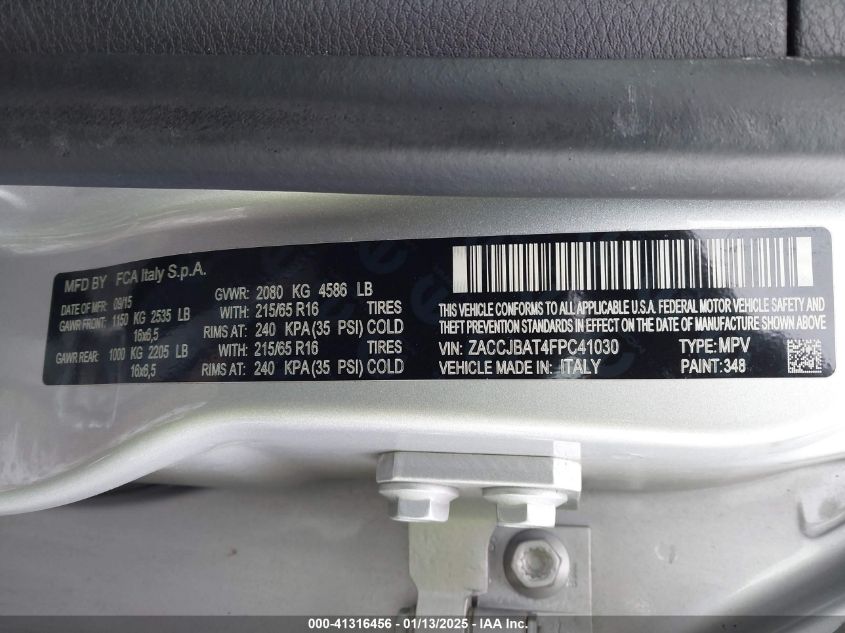 MFD BY FCA Italy S.p.A.
DATE OF MFR 09/15 GVWR: 2080 KG 4586 LB
GAWR FRONT: 1150 KG 2535 LB WITH: 215/65 R16 TIRES
16x6,5 RIMS AT: 240 KPA(35 PSI) COLD
GAWR REAR: 1000 KG 2205 LB WITH: 215/65 R16 TIRES
16x6,5 RIMS AT: 240 KPA(35 PSI) COLD
THIS VEHICLE CONFORMS TO ALL APPLICABLE U.S.A. FEDERAL MOTOR VEHICLE SAFETY AND
THEFT PREVENTION STANDARDS IN EFFECT ON THE DATE OF MANUFACTURE SHOWN ABOVE
VIN: ZACCJBAT4FPC41030 TYPE: MPV
VEHICLE MADE IN: ITALY PAINT: 348
000-41316456 - 01/13/2025 - IAA Inc.